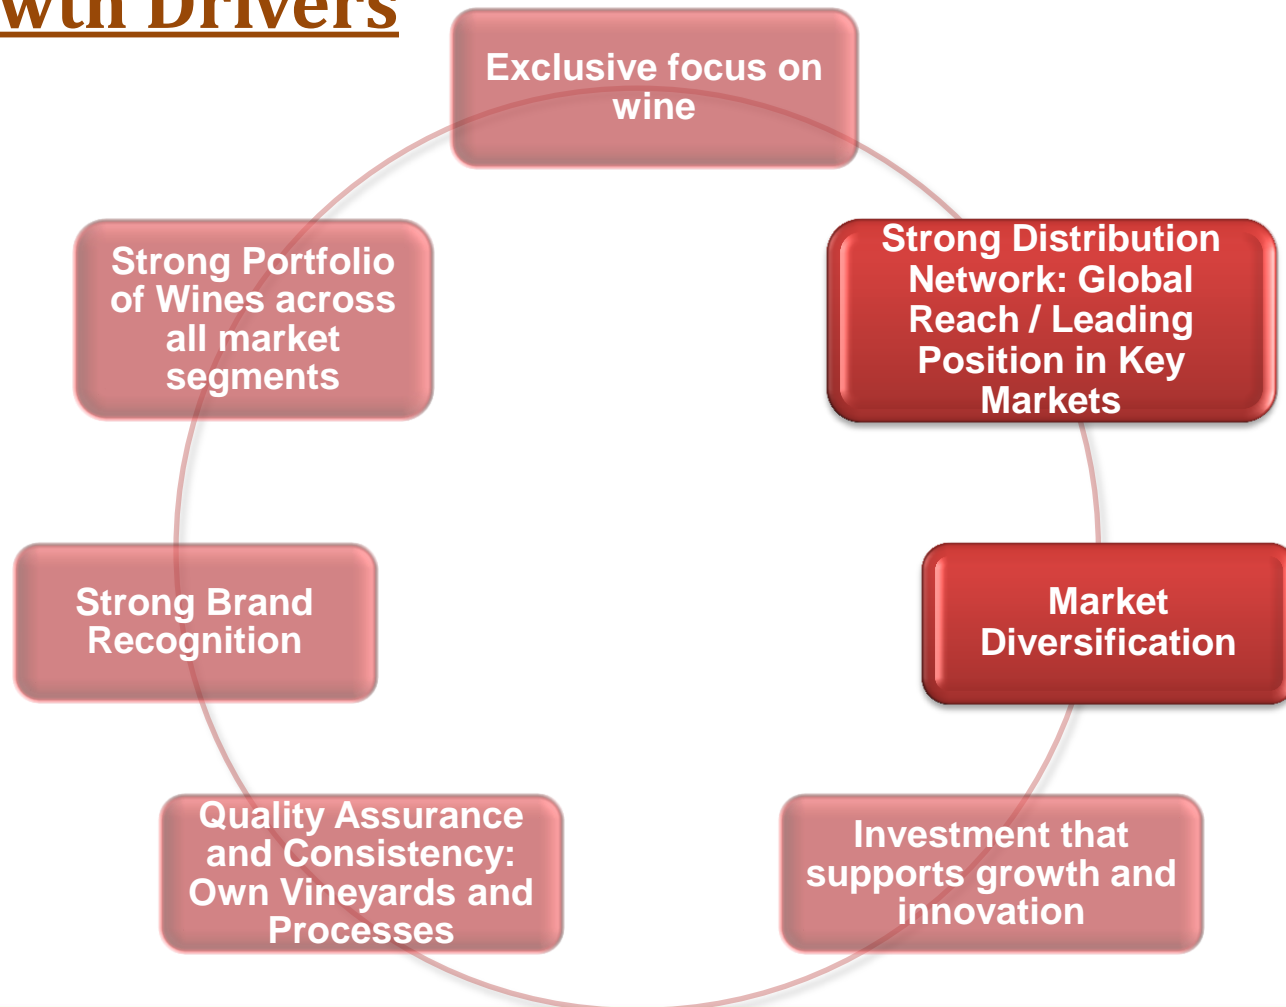 wth Drivers
Exclusive focus on
wine
Strong Distribution
Network: Global
Reach / Leading
Position in Key
Markets
Market
Diversification
Investment that
supports growth and
innovation
Quality Assurance
and Consistency:
Own Vineyards and
Processes
Strong Brand
Recognition
Strong Portfolio
of Wines across
all market
segments